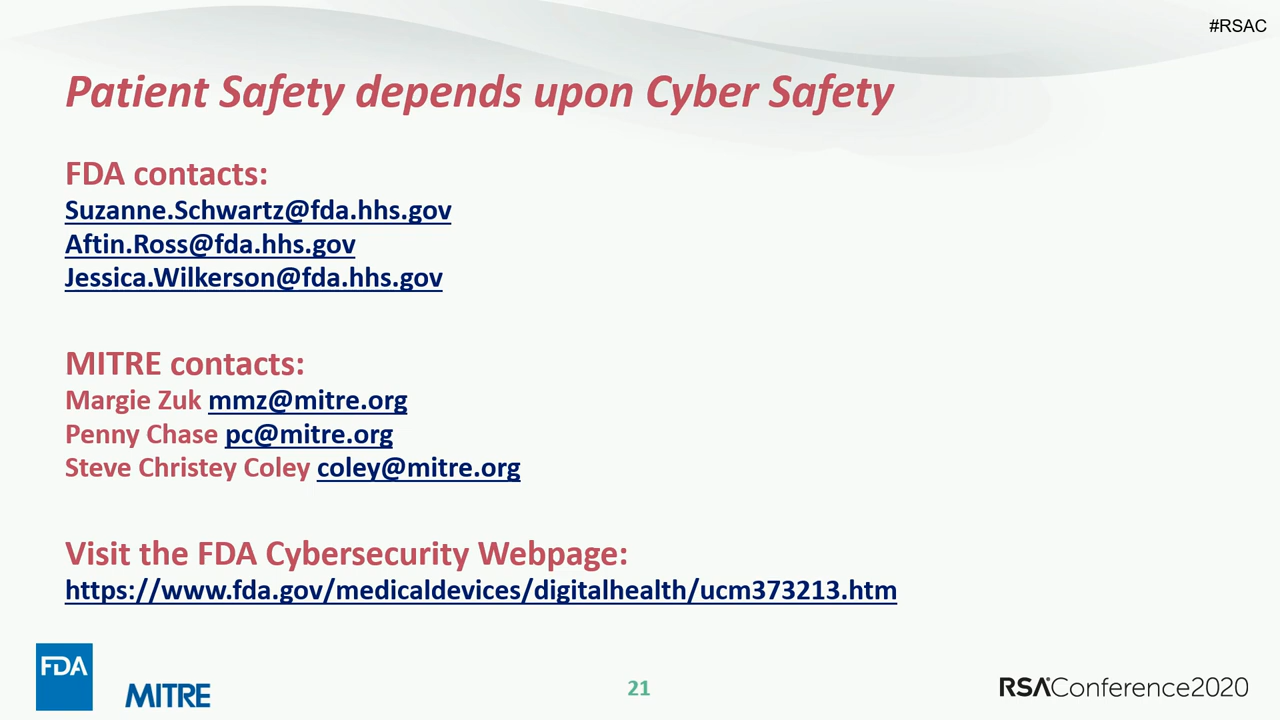 #RSAC
Patient Safety depends upon Cyber Safety
FDA contacts:
Suzanne.Schwartz@fda.hhs.gov
Aftin.Ross@fda.hhs.gov
Jessica.Wilkerson@fda.hhs.gov
MITRE contacts:
Margie Zuk mmz@mitre.org
Penny Chase pc@mitre.org
Steve Christey Coley coley@mitre.org
Visit the FDA Cybersecurity Webpage:
https://www.fda.gov/medicaldevices/digitalhealth/ucm373213.htm
FDA
MITRE
21
RSAConference2020